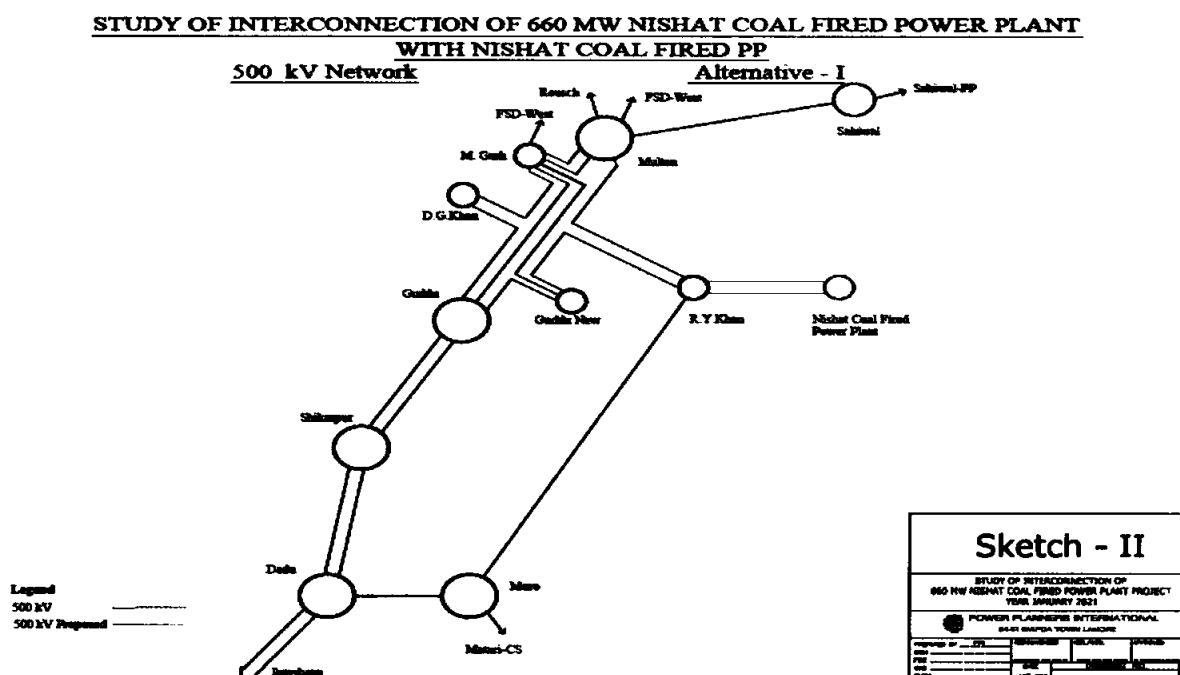 STUDY OF INTERCONNECTION OF 660 MW NISHAT COAL FIRED POWER PLANT
WITH NISHAT COAL FIRED PP
500 kV Network
Alternative - I
Rousch
FSD-West
Sahiwal-PP
FSD-West
Sahiwal
M. Garh
Multan
D.G.Khan
Guddu
Guddu New
R.Y.Khan
Nishat Coal Fired
Power Plant
Shikarpur
Dadu
Moro
Matiari-CS
Jamshoro
Legend
500 kV
500 kV Proposed
Sketch - II
STUDY OF INTERCONNECTION OF
660 MW NISHAT COAL FIRED POWER PLANT PROJECT
YEAR JANUARY 2021
POWER PLANNERS INTERNATIONAL
WAPDA TOWN LAHORE